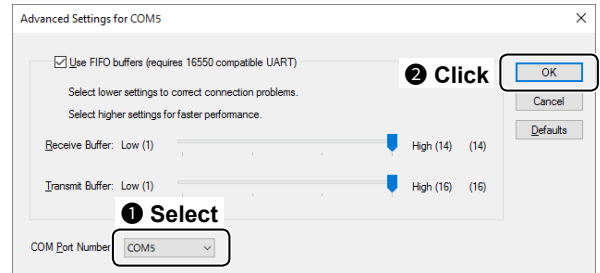 Advanced Settings for COM5
Use FIFO buffers (requires 16550 compatible UART)
❷ Click
OK
Select lower settings to correct connection problems.
Cancel
Select higher settings for faster performance.
Defaults
Receive Buffer: Low (1) High (14) (14)
Transmit Buffer: Low (1) High (16) (16)
❶ Select
COM Port Number: COM5